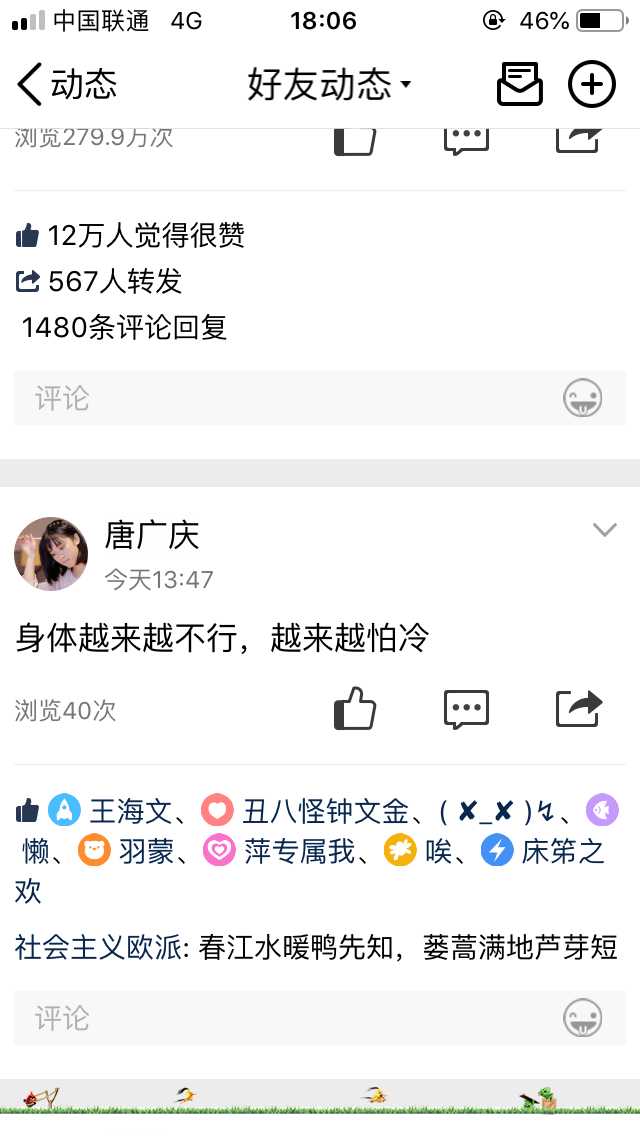 中国联通 4G 18:06 46%
动态 好友动态
浏览279.9万次
12万人觉得很赞
567人转发
1480条评论回复
评论
唐广庆
今天13:47
身体越来越不行，越来越怕冷
浏览40次
王海文、丑八怪钟文金、( ✘_✘ )↯、
懒、羽蒙、萍专属我、唉、床笫之
欢
社会主义欧派: 春江水暖鸭先知，蒌蒿满地芦芽短
评论